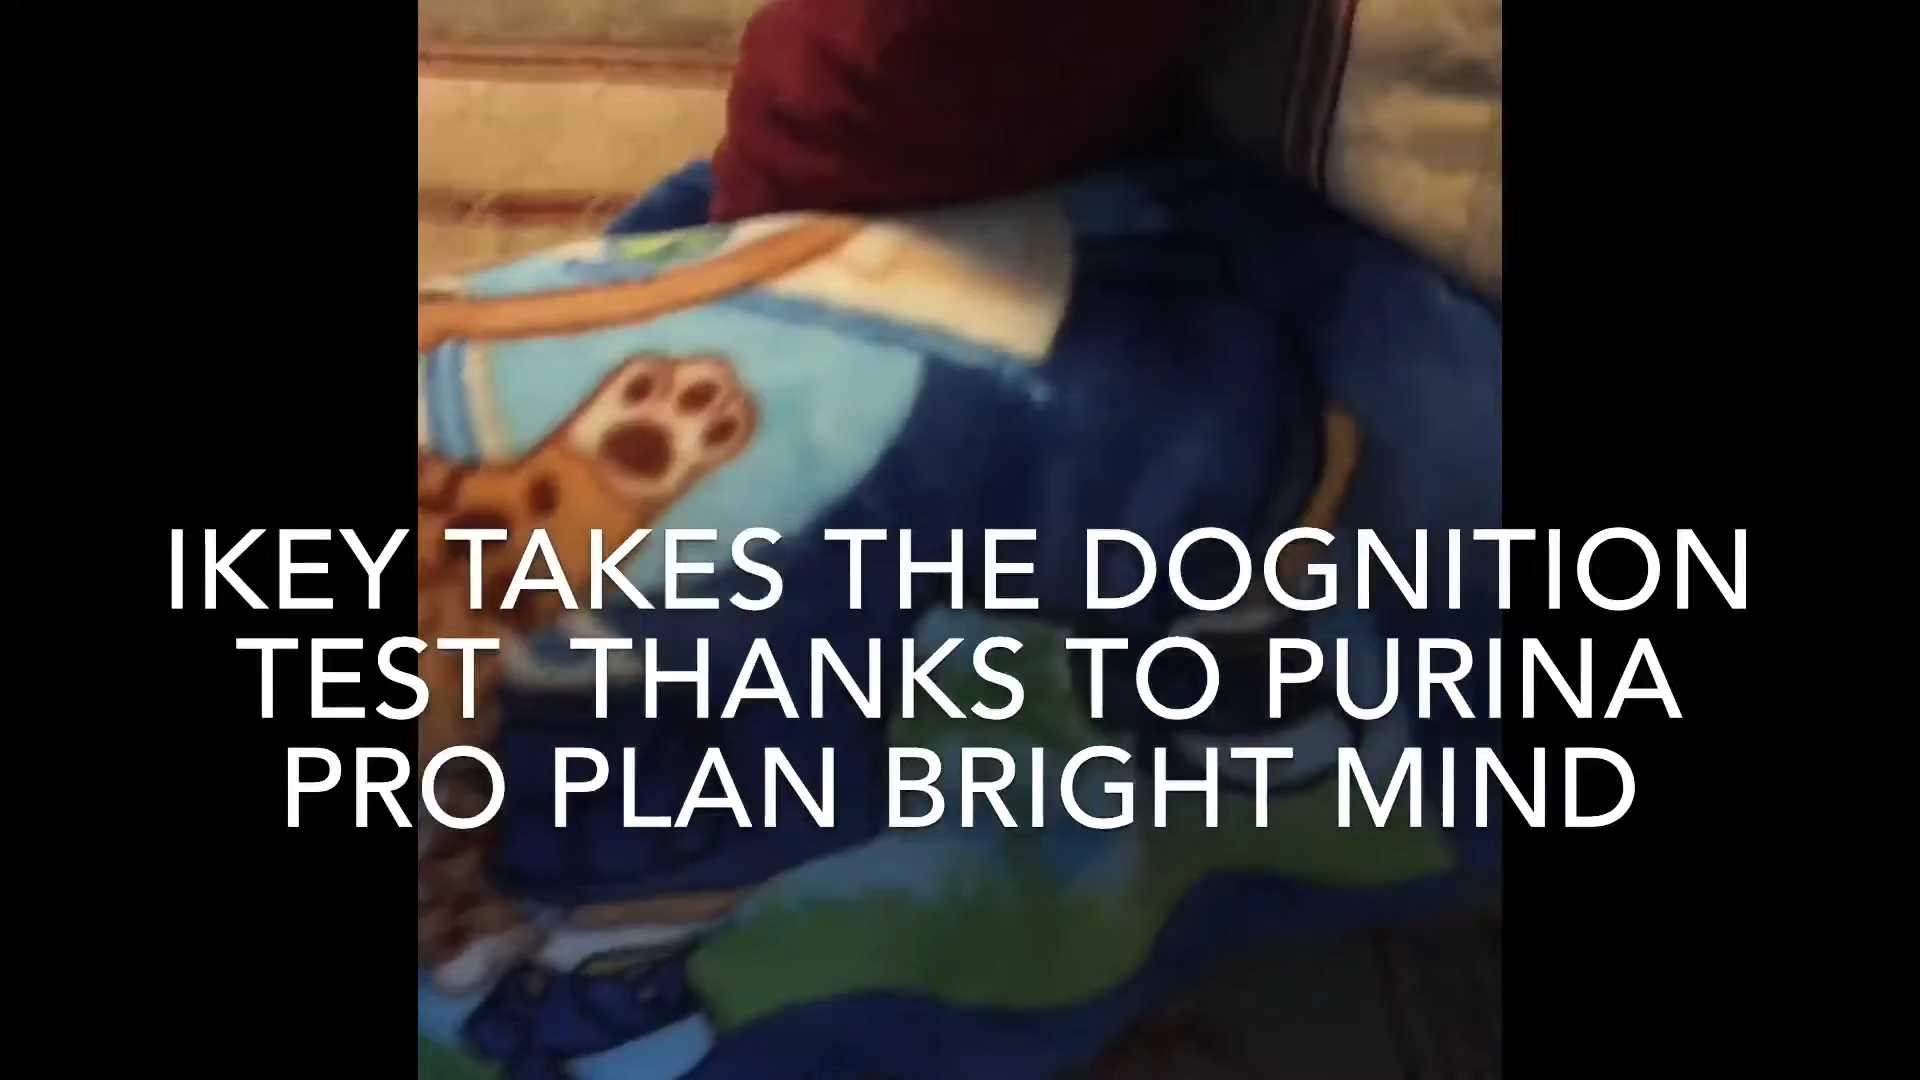 IKEY TAKES THE DOGNITION
TEST THANKS TO PURINA
PRO PLAN BRIGHT MIND